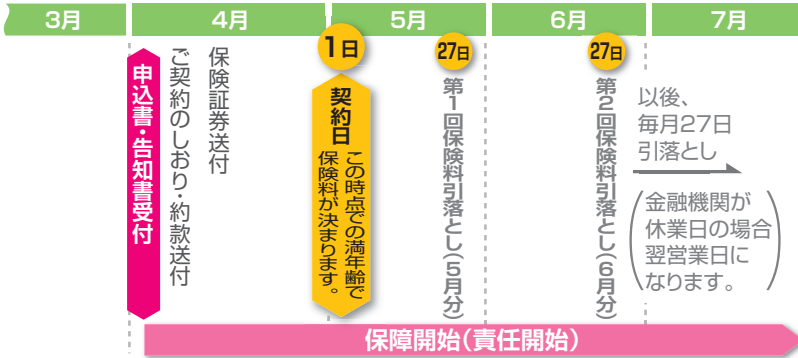 3月
4月
5月
6月
7月
申込書・告知書受付
ご契約のしおり・約款送付
保険証券送付
1日
契約日
この時点での満年齢で
保険料が決まります。
27日
第1回保険料引落とし(5月分)
27日
第2回保険料引落とし(6月分)
以後、
毎月27日
引落とし
(金融機関が
休業日の場合
翌営業日に
なります。)
保障開始(責任開始)